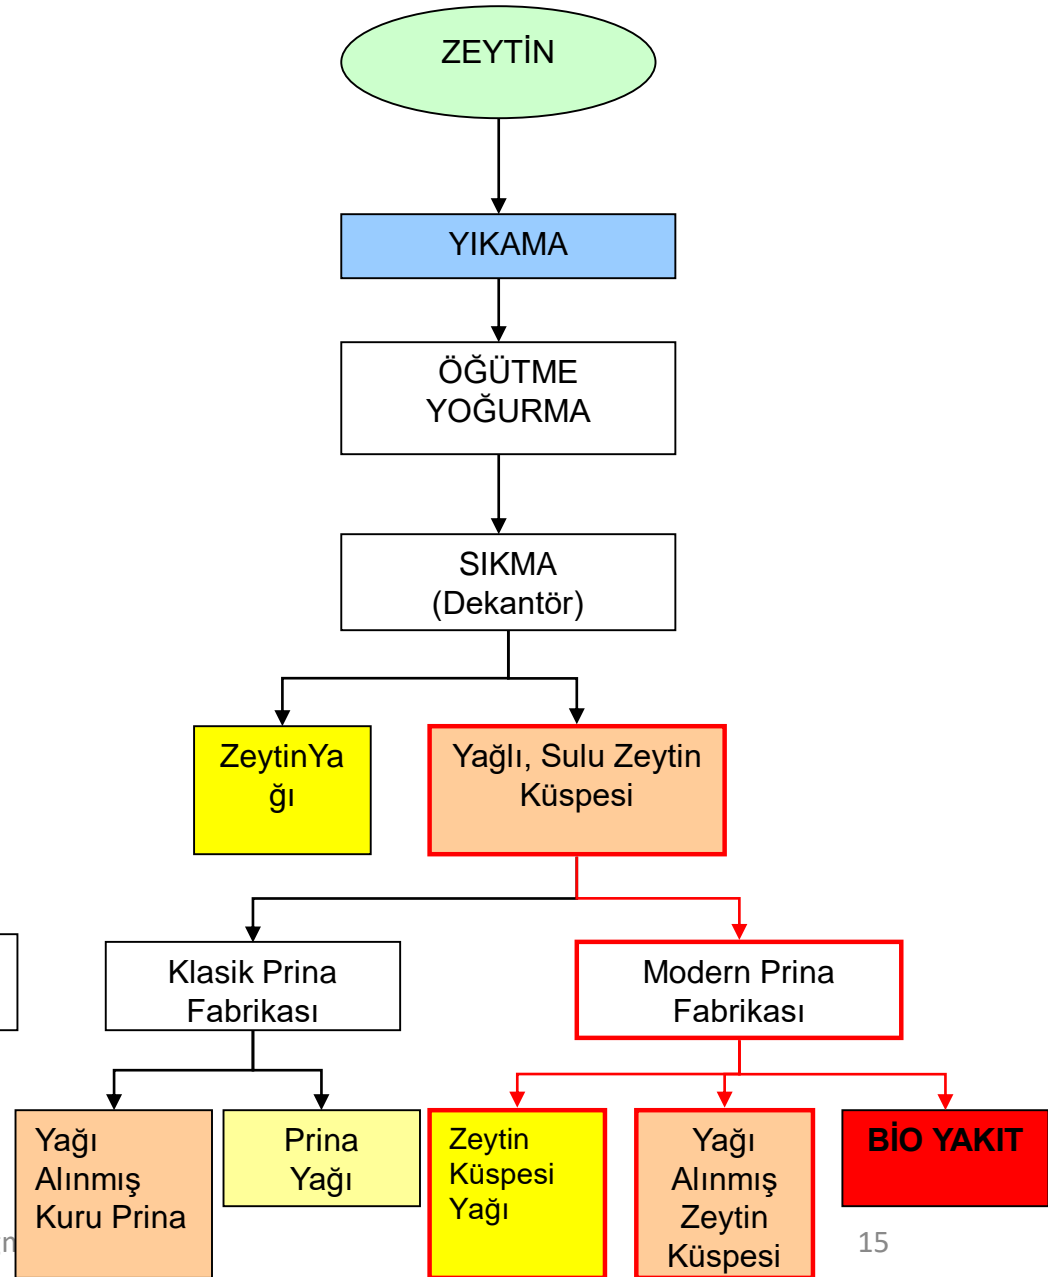 ZEYTİN
YIKAMA
ÖĞÜTME
YOĞURMA
SIKMA
(Dekantör)
ZeytinYa
ğı
Yağlı, Sulu Zeytin
Küspesi
Klasik Prina
Fabrikası
Modern Prina
Fabrikası
Yağı
Alınmış
Kuru Prina
Prina
Yağı
Zeytin
Küspesi
Yağı
Yağı
Alınmış
Zeytin
Küspesi
BİO YAKIT
15